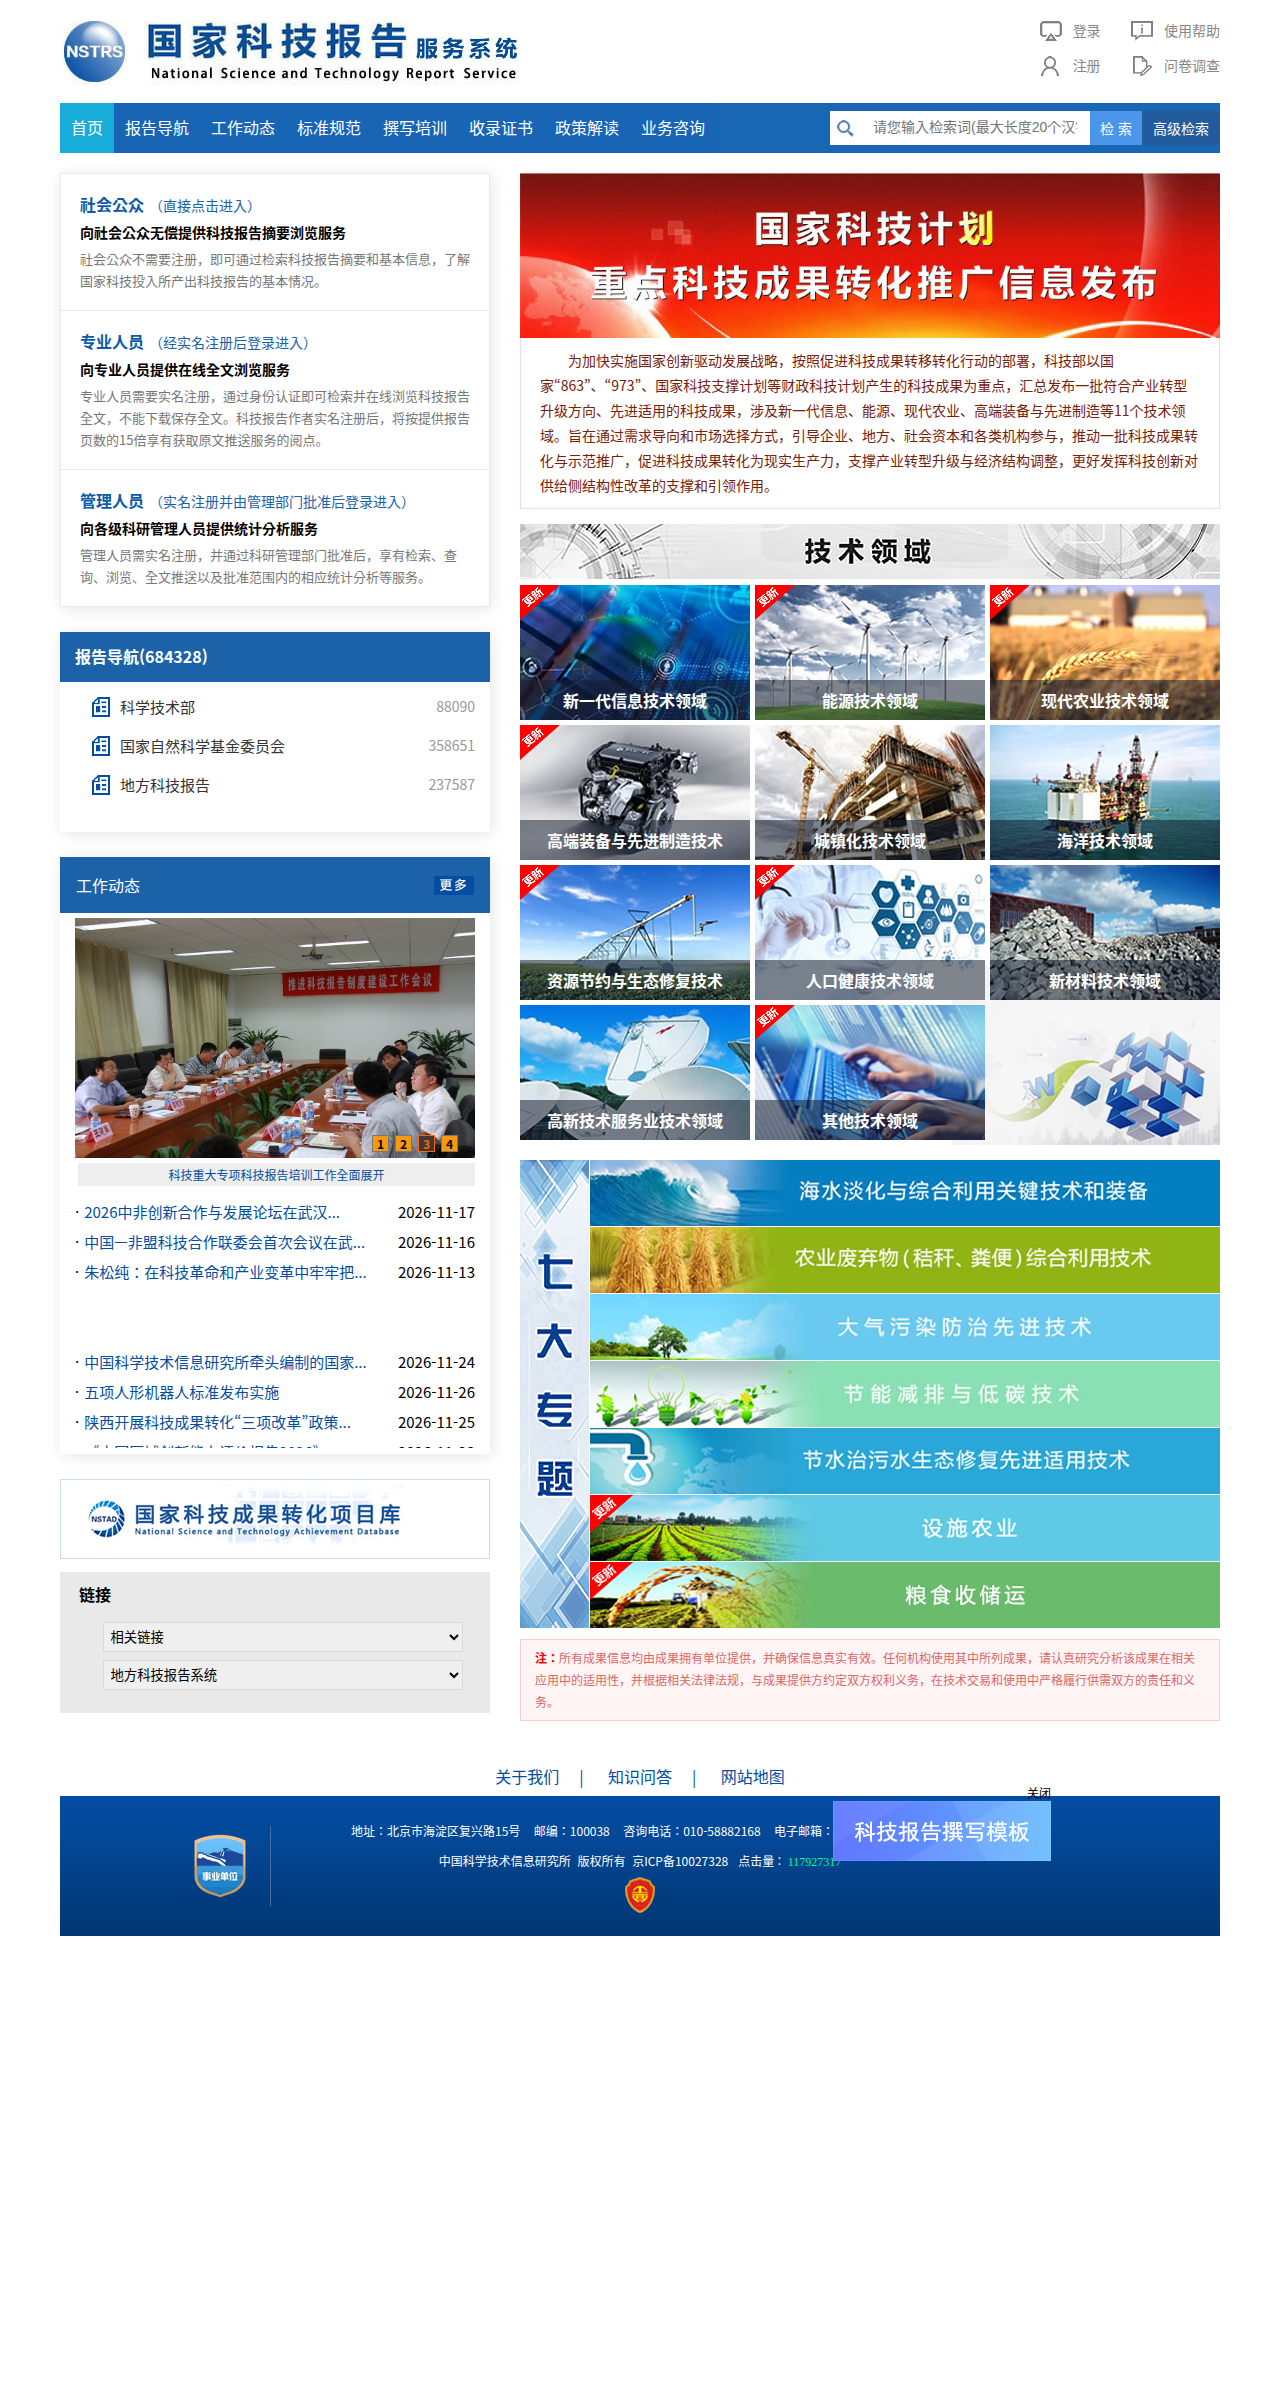 NSTRS
国家科技报告服务系统
National Science and Technology Report Service
登录
使用帮助
注册
问卷调查
首页
报告导航
工作动态
标准规范
撰写培训
收录证书
政策解读
业务咨询
请您输入检索词(最大长度20个汉
检 索
高级检索
社会公众 （直接点击进入）
向社会公众无偿提供科技报告摘要浏览服务
社会公众不需要注册，即可通过检索科技报告摘要和基本信息，了解
国家科技投入所产出科技报告的基本情况。
专业人员 （经实名注册后登录进入）
向专业人员提供在线全文浏览服务
专业人员需要实名注册，通过身份认证即可检索并在线浏览科技报告
全文，不能下载保存全文。科技报告作者实名注册后，将按提供报告
页数的15倍享有获取原文推送服务的阅点。
管理人员 （实名注册并由管理部门批准后登录进入）
向各级科研管理人员提供统计分析服务
管理人员需实名注册，并通过科研管理部门批准后，享有检索、查
询、浏览、全文推送以及批准范围内的相应统计分析等服务。
报告导航(684328)
科学技术部 88090
国家自然科学基金委员会 358651
地方科技报告 237587
工作动态
更多
推进科技报告制度建设工作会议
1 2 3 4
科技重大专项科技报告培训工作全面展开
· 2026中非创新合作与发展论坛在武汉... 2026-11-17
· 中国—非盟科技合作联委会首次会议在武... 2026-11-16
· 朱松纯：在科技革命和产业变革中牢牢把... 2026-11-13
· 中国科学技术信息研究所牵头编制的国家... 2026-11-24
· 五项人形机器人标准发布实施 2026-11-26
· 陕西开展科技成果转化“三项改革”政策... 2026-11-25
NSTAD
国家科技成果转化项目库
National Science and Technology Achievement Database
链接
相关链接
地方科技报告系统
国家科技计划
重点科技成果转化推广信息发布
为加快实施国家创新驱动发展战略，按照促进科技成果转移转化行动的部署，科技部以国
家“863”、“973”、国家科技支撑计划等财政科技计划产生的科技成果为重点，汇总发布一批符合产业转型
升级方向、先进适用的科技成果，涉及新一代信息、能源、现代农业、高端装备与先进制造等11个技术领
域。旨在通过需求导向和市场选择方式，引导企业、地方、社会资本和各类机构参与，推动一批科技成果转
化与示范推广，促进科技成果转化为现实生产力，支撑产业转型升级与经济结构调整，更好发挥科技创新对
供给侧结构性改革的支撑和引领作用。
技术领域
更新
新一代信息技术领域
更新
能源技术领域
更新
现代农业技术领域
更新
高端装备与先进制造技术
城镇化技术领域
海洋技术领域
更新
资源节约与生态修复技术
更新
人口健康技术领域
新材料技术领域
高新技术服务业技术领域
更新
其他技术领域
七大专题
海水淡化与综合利用关键技术和装备
农业废弃物(秸秆、粪便)综合利用技术
大气污染防治先进技术
节能减排与低碳技术
节水治污水生态修复先进适用技术
更新
设施农业
更新
粮食收储运
注：所有成果信息均由成果拥有单位提供，并确保信息真实有效。任何机构使用其中所列成果，请认真研究分析该成果在相关
应用中的适用性，并根据相关法律法规，与成果提供方约定双方权利义务，在技术交易和使用中严格履行供需双方的责任和义
务。
关于我们 | 知识问答 | 网站地图
关闭
科技报告撰写模板
事业单位
地址：北京市海淀区复兴路15号 邮编：100038 咨询电话：010-58882168 电子邮箱：
中国科学技术信息研究所 版权所有 京ICP备10027328 点击量：117927317